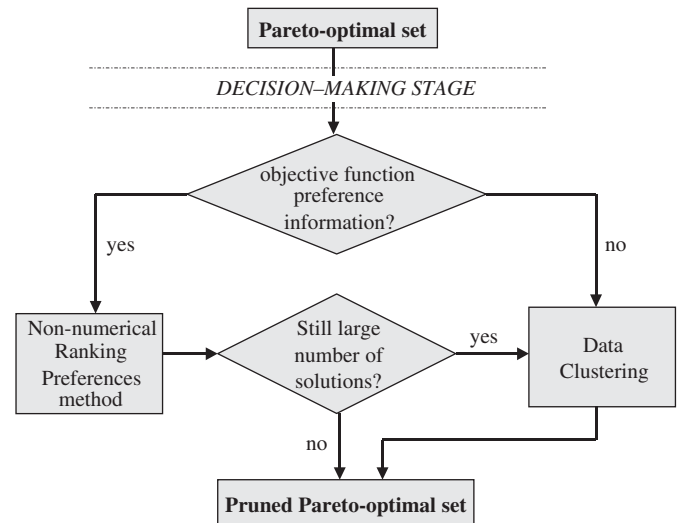 Pareto-optimal set
DECISION–MAKING STAGE
objective function
preference
information?
yes
no
Non-numerical
Ranking
Preferences
method
Still large
number of
solutions?
yes
Data
Clustering
no
Pruned Pareto-optimal set